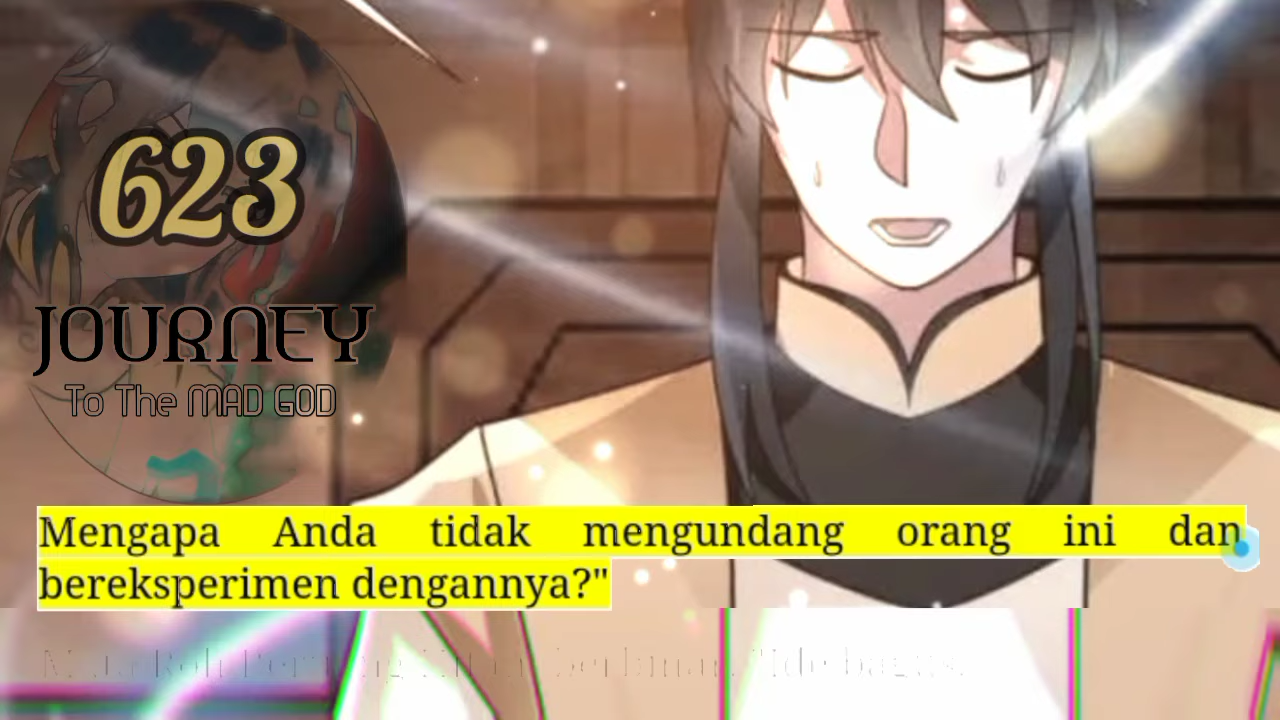 623
JOURNEY
To The MAD GOD
Mengapa Anda tidak mengundang orang ini dan
bereksperimen dengannya?"